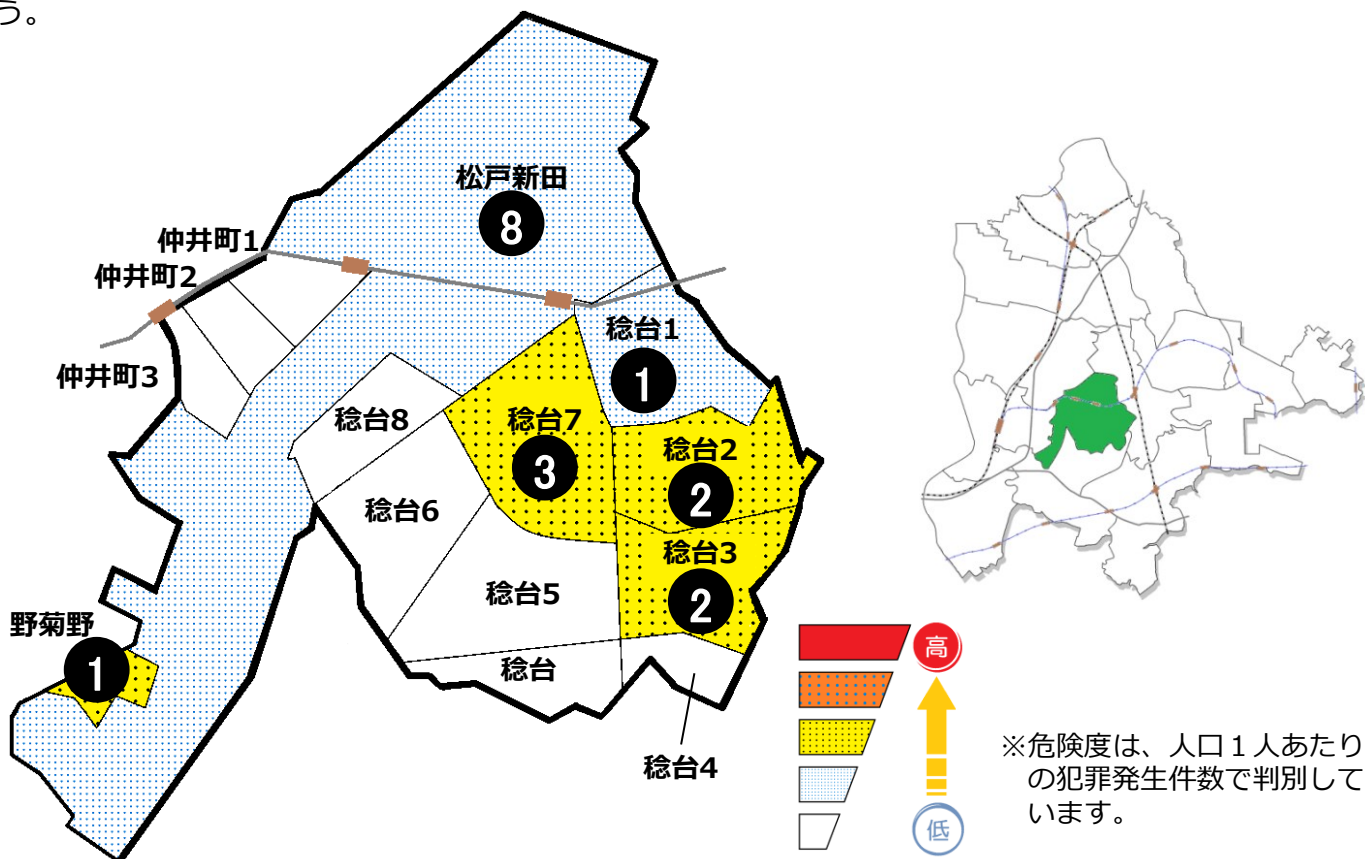 う。
松戸新田
8
仲井町1
仲井町2
仲井町3
稔台1
1
稔台8
稔台7
3
稔台2
2
稔台6
稔台3
2
稔台5
野菊野
1
稔台
稔台4
高
低
※危険度は、人口1人あたり
の犯罪発生件数で判別して
います。